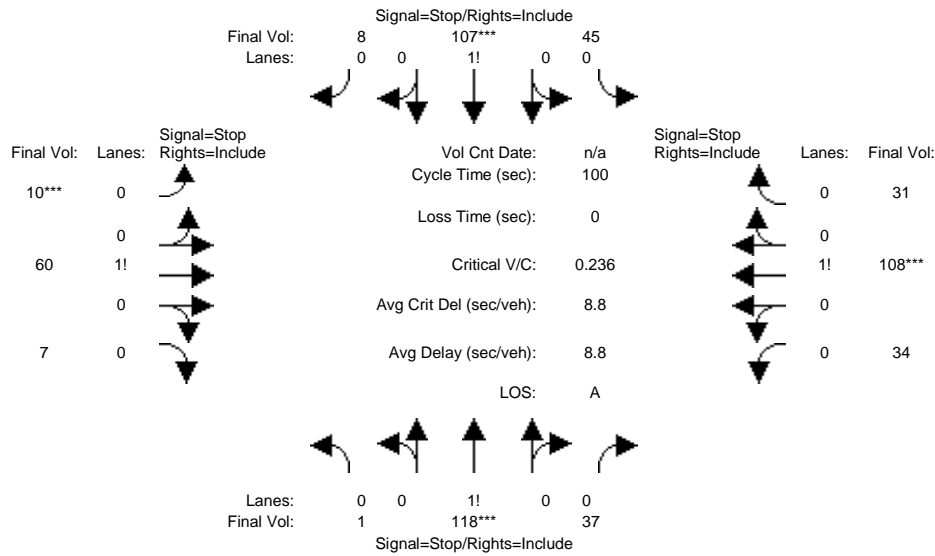 Signal=Stop/Rights=Include
Final Vol: 8 107*** 45
Lanes: 0 0 1! 0 0
Signal=Stop Signal=Stop
Final Vol: Lanes: Rights=Include Vol Cnt Date: n/a Rights=Include Lanes: Final Vol:
Cycle Time (sec): 100
10*** 0 0 31
Loss Time (sec): 0
0 0
60 1! Critical V/C: 0.236 1! 108***
0 Avg Crit Del (sec/veh): 8.8 0
7 0 Avg Delay (sec/veh): 8.8 0 34
LOS: A
Lanes: 0 0 1! 0 0
Final Vol: 1 118*** 37
Signal=Stop/Rights=Include